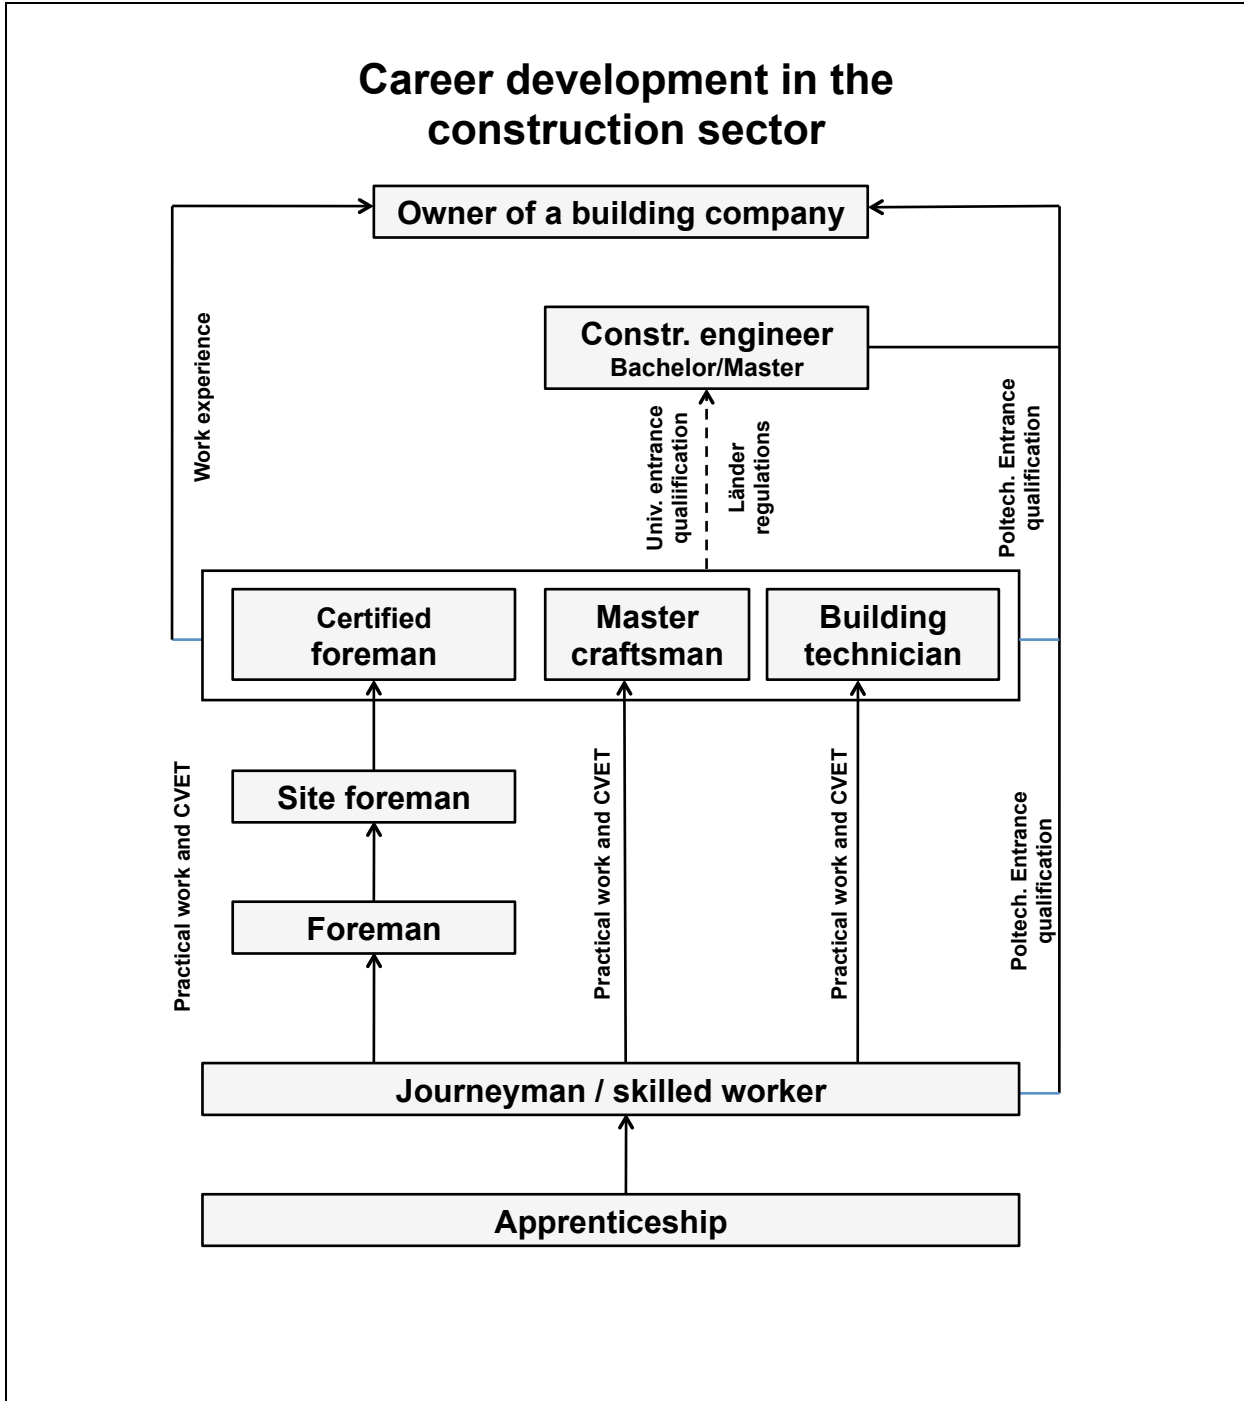 Career development in the
construction sector
Owner of a building company
Constr. engineer
Bachelor/Master
Work experience
Univ. entrance
qualiification
Länder
regulations
Poltech. Entrance
qualification
Certified
foreman
Master
craftsman
Building
technician
Practical work and CVET
Site foreman
Foreman
Practical work and CVET
Practical work and CVET
Poltech. Entrance
qualification
Journeyman / skilled worker
Apprenticeship